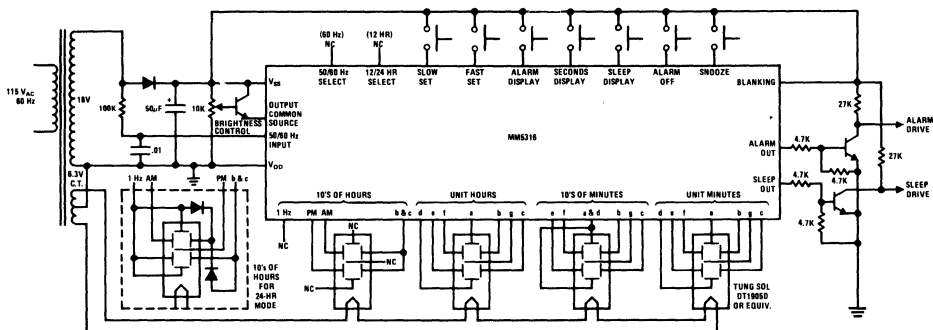 (60 Hz)
NC
(12 HR)
NC
50/60 Hz
SELECT
12/24 HR
SELECT
SLOW
SET
FAST
SET
ALARM
DISPLAY
SECONDS
DISPLAY
SLEEP
DISPLAY
ALARM
OFF
SNOOZE
115 VAC
60 Hz
18V
100K
50µF
+
10K
BRIGHTNESS
CONTROL
.01
VSS
OUTPUT
COMMON
SOURCE
50/60 Hz
INPUT
VDD
MM5316
BLANKING
ALARM
OUT
SLEEP
OUT
27K
27K
4.7K
4.7K
4.7K
4.7K
ALARM
DRIVE
SLEEP
DRIVE
6.3V
C.T.
1 Hz AM PM b & c
10's OF
HOURS
FOR
24-HR
MODE
10'S OF HOURS
1 Hz PM AM b & c
NC
NC
NC
NC
UNIT HOURS
d e f a b g c
10'S OF MINUTES
e f a & d b g c
UNIT MINUTES
d e f a b g c
TUNG SOL
DT1905D
OR EQUIV.